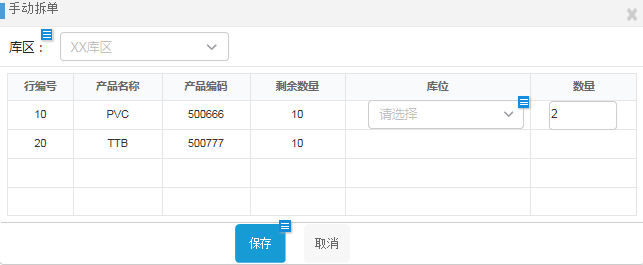 手动拆单
库区： XX库区
行编号 产品名称 产品编码 剩余数量 库位 数量
10 PVC 500666 10 请选择 2
20 TTB 500777 10
保存 取消